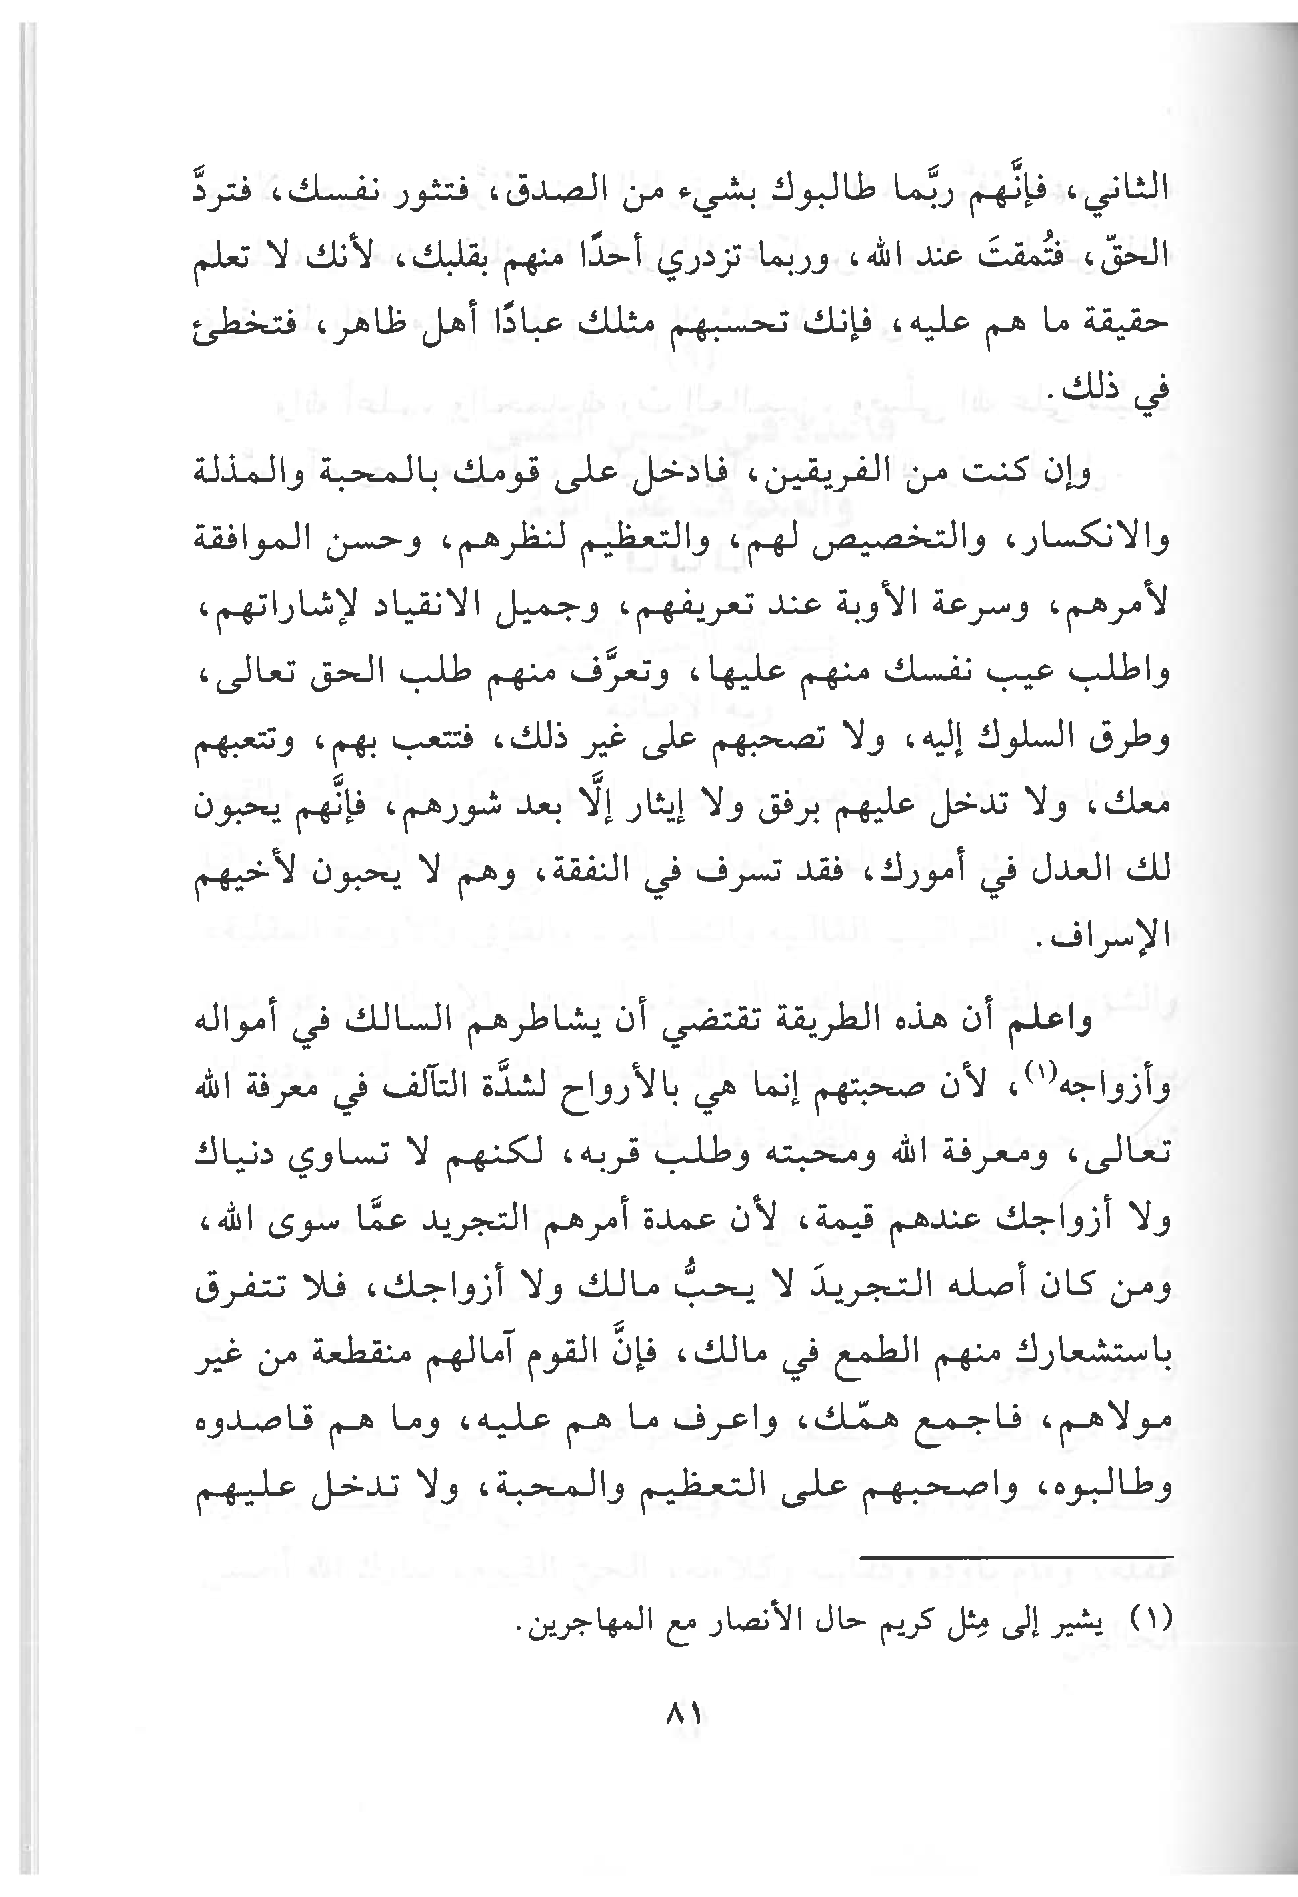 الثاني، فإنَّهم ربَّما طالبوك بشيء من الصدق، فتثور نفسك، فتردَّ
الحقّ، فتُمقتَ عند الله، وربما تزدري أحدًا منهم بقلبك، لأنك لا تعلم
حقيقة ما هم عليه، فإنك تحسبهم مثلك عبادًا أهل ظاهر، فتخطئ
في ذلك.
وإن كنت من الفريقين، فادخل على قومك بالمحبة والمذلة
والانكسار، والتخصيص لهم، والتعظيم لنظرهم، وحسن الموافقة
لأمرهم، وسرعة الأوبة عند تعريفهم، وجميل الانقياد لإشاراتهم،
واطلب عيب نفسك منهم عليها، وتعرَّف منهم طلب الحق تعالى،
وطرق السلوك إليه، ولا تصحبهم على غير ذلك، فتتعب بهم، وتتعبهم
معك، ولا تدخل عليهم برفق ولا إيثار إلَّا بعد شورهم، فإنَّهم يحبون
لك العدل في أمورك، فقد تسرف في النفقة، وهم لا يحبون لأخيهم
الإسراف.
واعلم أن هذه الطريقة تقتضي أن يشاطرهم السالك في أمواله
وأزواجه(١)، لأن صحبتهم إنما هي بالأرواح لشدَّة التآلف في معرفة الله
تعالى، ومعرفة الله ومحبته وطلب قربه، لكنهم لا تساوي دنياك
ولا أزواجك عندهم قيمة، لأن عمدة أمرهم التجريد عمَّا سوى الله،
ومن كان أصله التجريدَ لا يحبُّ مالك ولا أزواجك، فلا تتفرق
باستشعارك منهم الطمع في مالك، فإنَّ القوم آمالهم منقطعة من غير
مولاهم، فاجمع همّك، واعرف ما هم عليه، وما هم قاصدوه
وطالبوه، واصحبهم على التعظيم والمحبة، ولا تدخل عليهم
(١) يشير إلى مِثل كريم حال الأنصار مع المهاجرين.
٨١